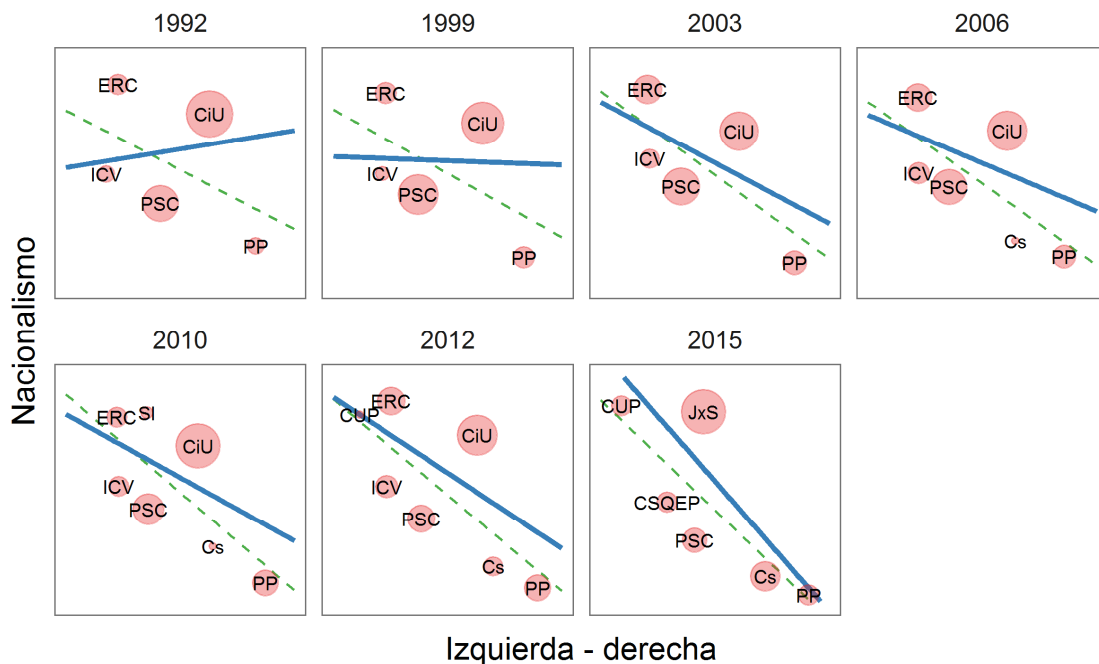 1992
1999
2003
2006
ERC
CiU
ICV
PSC
PP
ERC
CiU
ICV
PSC
PP
ERC
CiU
ICV
PSC
PP
ERC
CiU
ICV
PSC
Cs
PP
Nacionalismo
2010
2012
2015
ERC
SI
CiU
ICV
PSC
Cs
PP
ERC
CUP
CiU
ICV
PSC
Cs
PP
CUP
JxS
CSQEP
PSC
Cs
PP
Izquierda - derecha